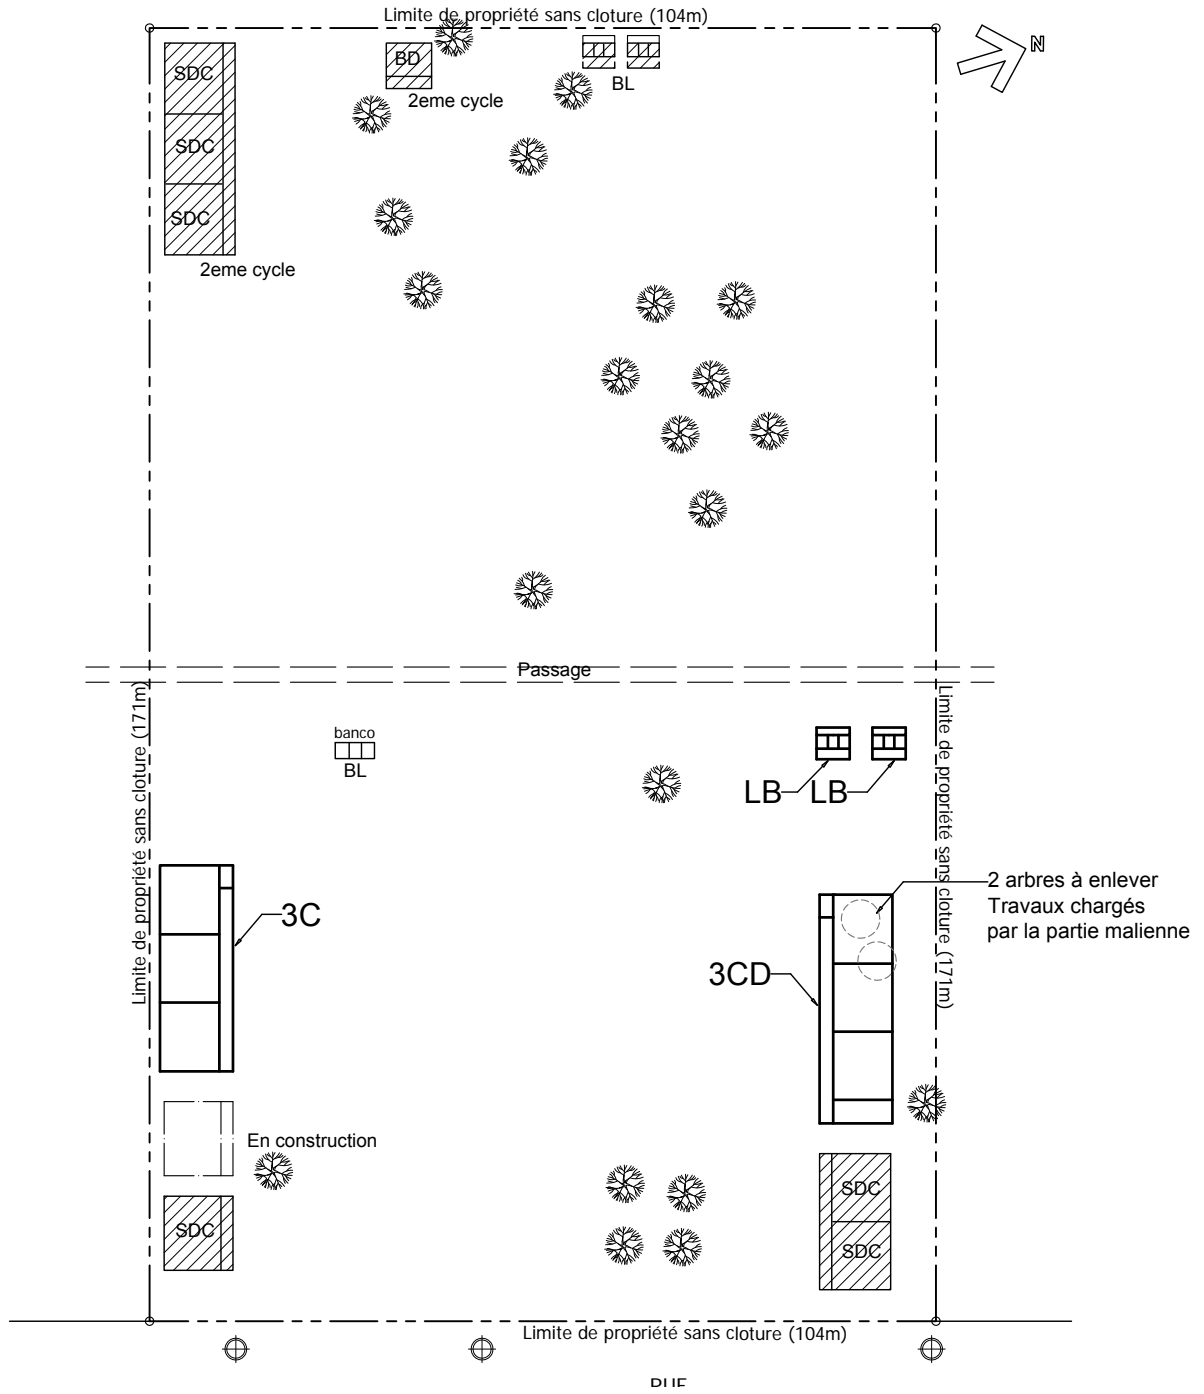 Limite de propriété sans cloture (104m)
N
SDC
BD
BL
2eme cycle
SDC
SDC
2eme cycle
Passage
Limite de propriété sans cloture (171m)
Limite de propriété sans cloture (171m)
banco
BL
LB
LB
3C
2 arbres à enlever
Travaux chargés
par la partie malienne
3CD
En construction
SDC
SDC
SDC
Limite de propriété sans cloture (104m)
RUE